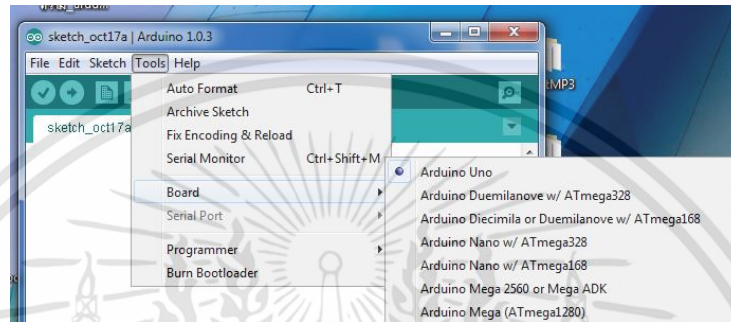 sketch_oct17a | Arduino 1.0.3
File Edit Sketch Tools Help
tMP3
sketch_oct17a
Auto Format Ctrl+T
Archive Sketch
Fix Encoding & Reload
Serial Monitor Ctrl+Shift+M
Board
Serial Port
Programmer
Burn Bootloader
Arduino Uno
Arduino Duemilanove w/ ATmega328
Arduino Diecimila or Duemilanove w/ ATmega168
Arduino Nano w/ ATmega328
Arduino Nano w/ ATmega168
Arduino Mega 2560 or Mega ADK
Arduino Mega (ATmega1280)